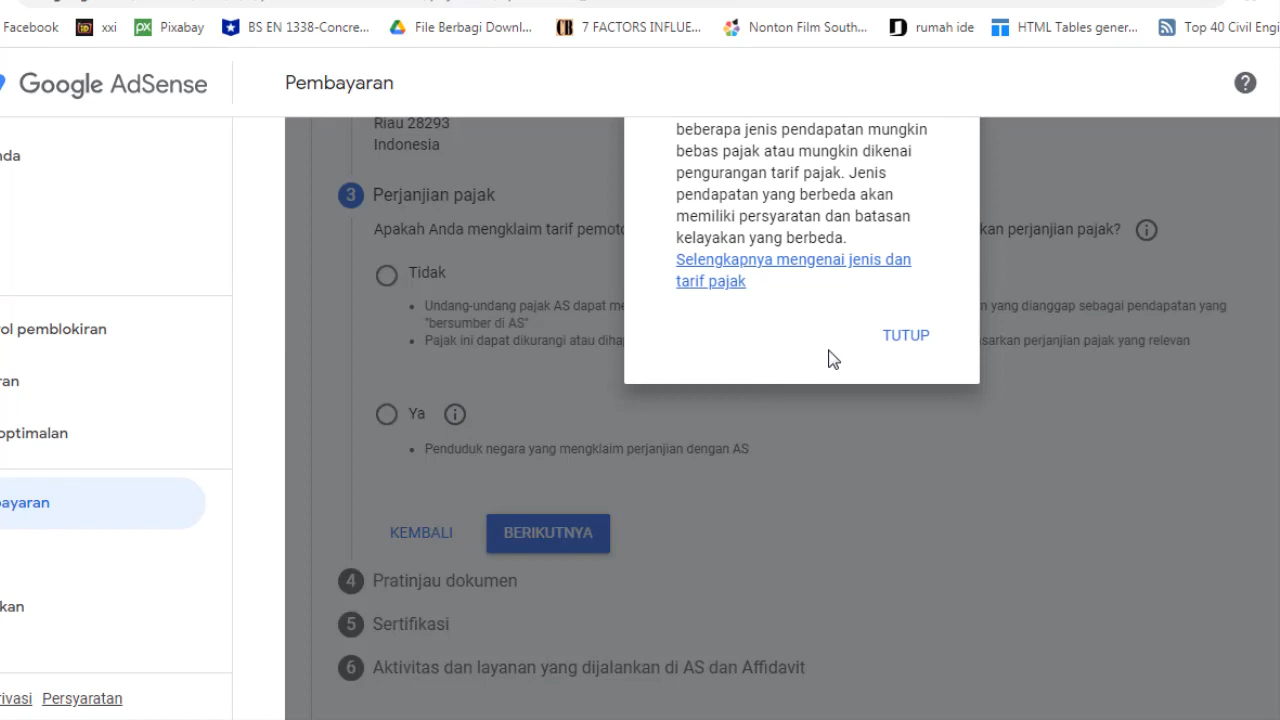 Facebook xxi Pixabay BS EN 1338-Concre... File Berbagi Downl... 7 FACTORS INFLUE... Nonton Film South... rumah ide HTML Tables gener... Top 40 Civil Engi
Google AdSense
Pembayaran
nda
ol pemblokiran
ran
optimalan
ayaran
kan
rivasi Persyaratan
Riau 28293
Indonesia
3 Perjanjian pajak
Apakah Anda mengklaim tarif pemoto
kan perjanjian pajak?
Tidak
• Undang-undang pajak AS dapat me
n yang dianggap sebagai pendapatan yang
"bersumber di AS"
• Pajak ini dapat dikurangi atau diha
sarkan perjanjian pajak yang relevan
beberapa jenis pendapatan mungkin
bebas pajak atau mungkin dikenai
pengurangan tarif pajak. Jenis
pendapatan yang berbeda akan
memiliki persyaratan dan batasan
kelayakan yang berbeda.
Selengkapnya mengenai jenis dan
tarif pajak
TUTUP
Ya
• Penduduk negara yang mengklaim perjanjian dengan AS
KEMBALI BERIKUTNYA
4 Pratinjau dokumen
5 Sertifikasi
6 Aktivitas dan layanan yang dijalankan di AS dan Affidavit